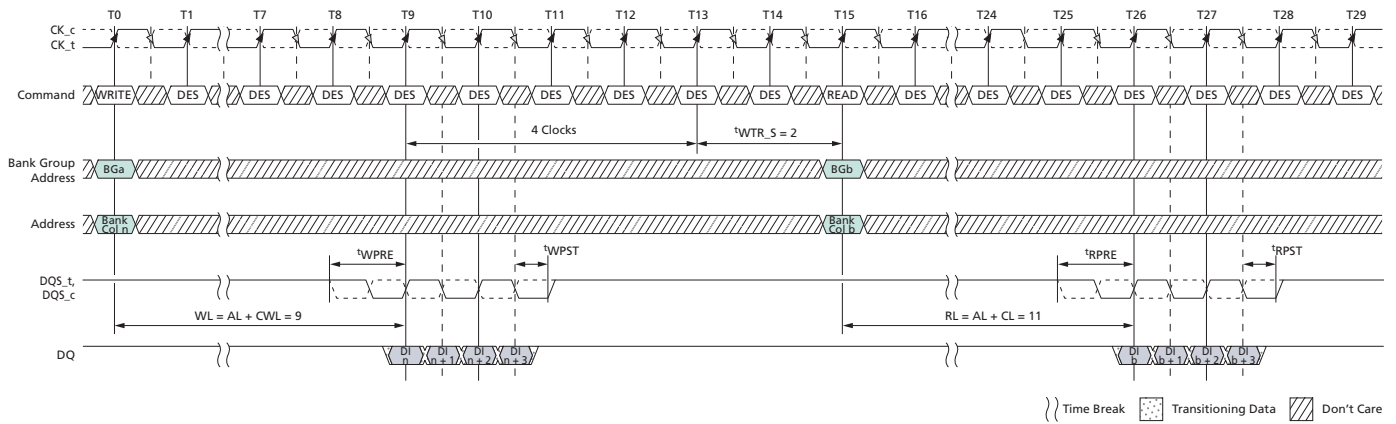 T0 T1 T7 T8 T9 T10 T11 T12 T13 T14 T15 T16 T24 T25 T26 T27 T28 T29
CK_c
CK_t
Command WRITE DES DES DES DES DES DES DES DES DES READ DES DES DES DES DES DES DES
4 Clocks tWTR_S = 2
Bank Group
Address
BGa BGb
Address
Bank
Col n
Bank
Col b
tWPRE tWPST tRPRE tRPST
DQS_t,
DQS_c
WL = AL + CWL = 9 RL = AL + CL = 11
DQ
DI
n
DI
n + 1
DI
n + 2
DI
n + 3
DI
b
DI
b + 1
DI
b + 2
DI
b + 3
Time Break Transitioning Data Don't Care